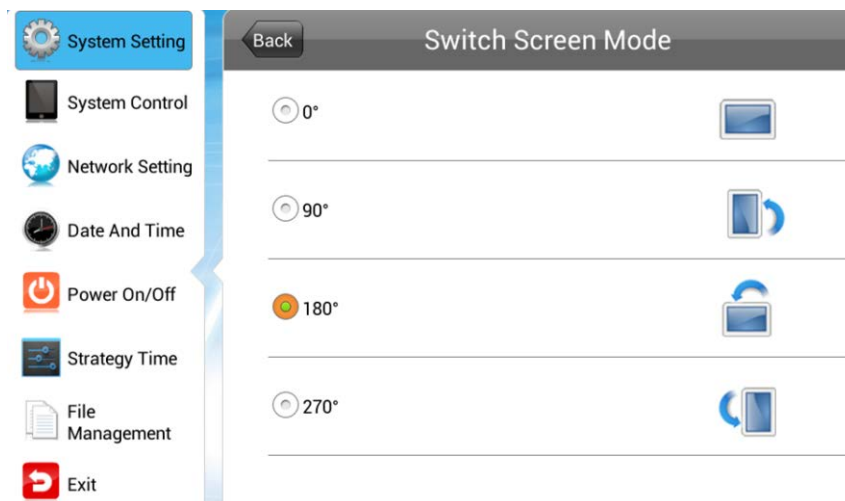 System Setting
System Control
Network Setting
Date And Time
Power On/Off
Strategy Time
File
Management
Exit
Back
Switch Screen Mode
0°
90°
180°
270°